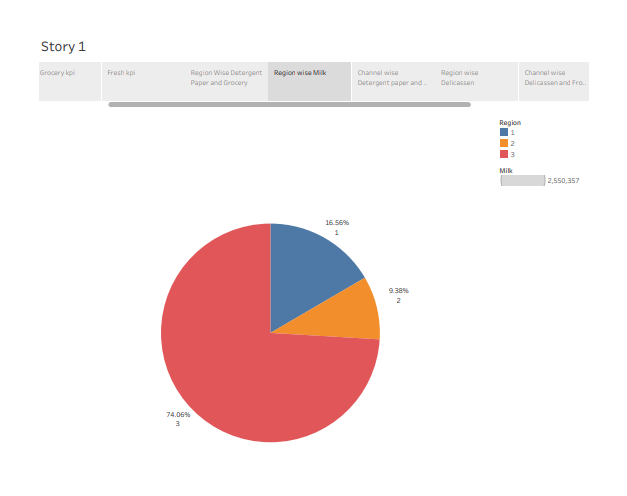 Story 1
Grocery kpi
Fresh kpi
Region Wise Detergent
Paper and Grocery
Region wise Milk
Channel wise
Detergent paper and ..
Region wise
Delicassen
Channel wise
Delicassen and Fro..
Region
1
2
3
Milk
2,550,357
16.56%
1
9.38%
2
74.06%
3